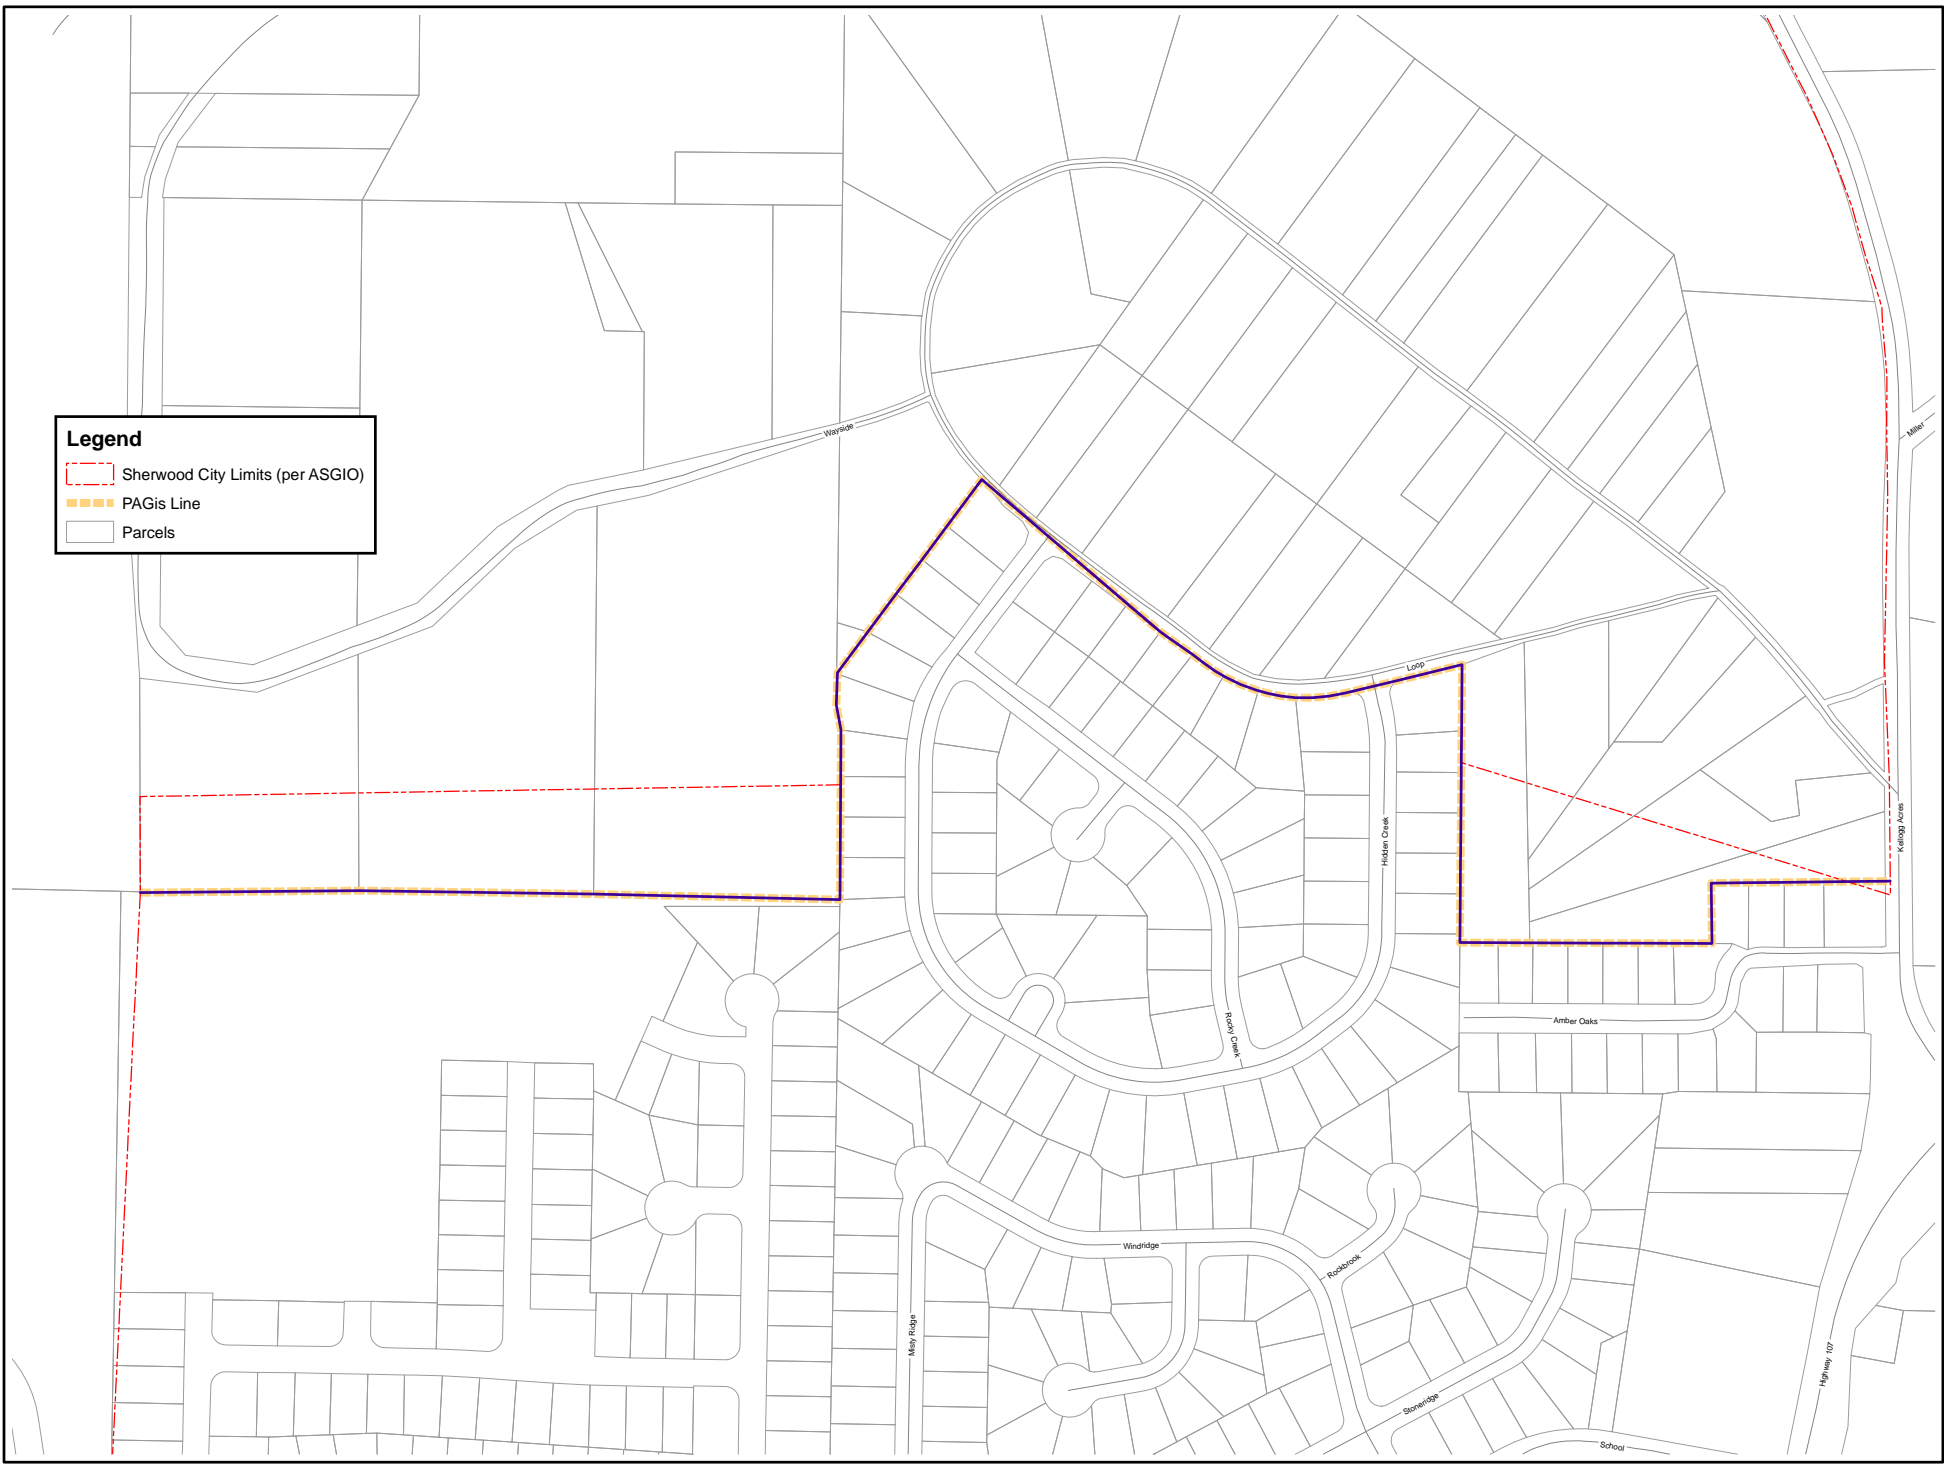 Wayside
Miller
Legend
Sherwood City Limits (per ASGIO)
PAGis Line
Parcels
Loop
Hidden Creek
Kellogg Acres
Rocky Creek
Amber Oaks
Windridge
Rockbrook
Misty Ridge
Highway 107
Stoneridge
School